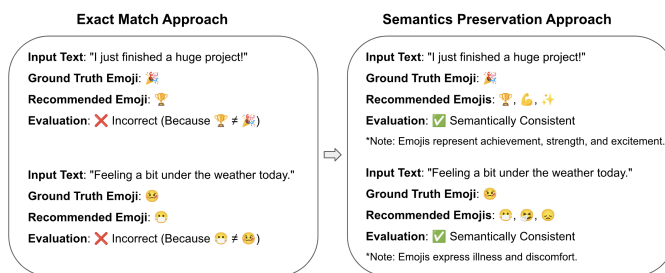 Exact Match Approach
Input Text: "I just finished a huge project!"
Ground Truth Emoji: 🎉
Recommended Emoji: 🏆
Evaluation: ❌ Incorrect (Because 🏆 ≠ 🎉)
Input Text: "Feeling a bit under the weather today."
Ground Truth Emoji: 🤒
Recommended Emoji: 😷
Evaluation: ❌ Incorrect (Because 😷 ≠ 🤒)
Semantics Preservation Approach
Input Text: "I just finished a huge project!"
Ground Truth Emoji: 🎉
Recommended Emojis: 🏆, 💪, ✨
Evaluation: ✅ Semantically Consistent
*Note: Emojis represent achievement, strength, and excitement.
Input Text: "Feeling a bit under the weather today."
Ground Truth Emoji: 🤒
Recommended Emojis: 😷, 🤧, 😞
Evaluation: ✅ Semantically Consistent
*Note: Emojis express illness and discomfort.